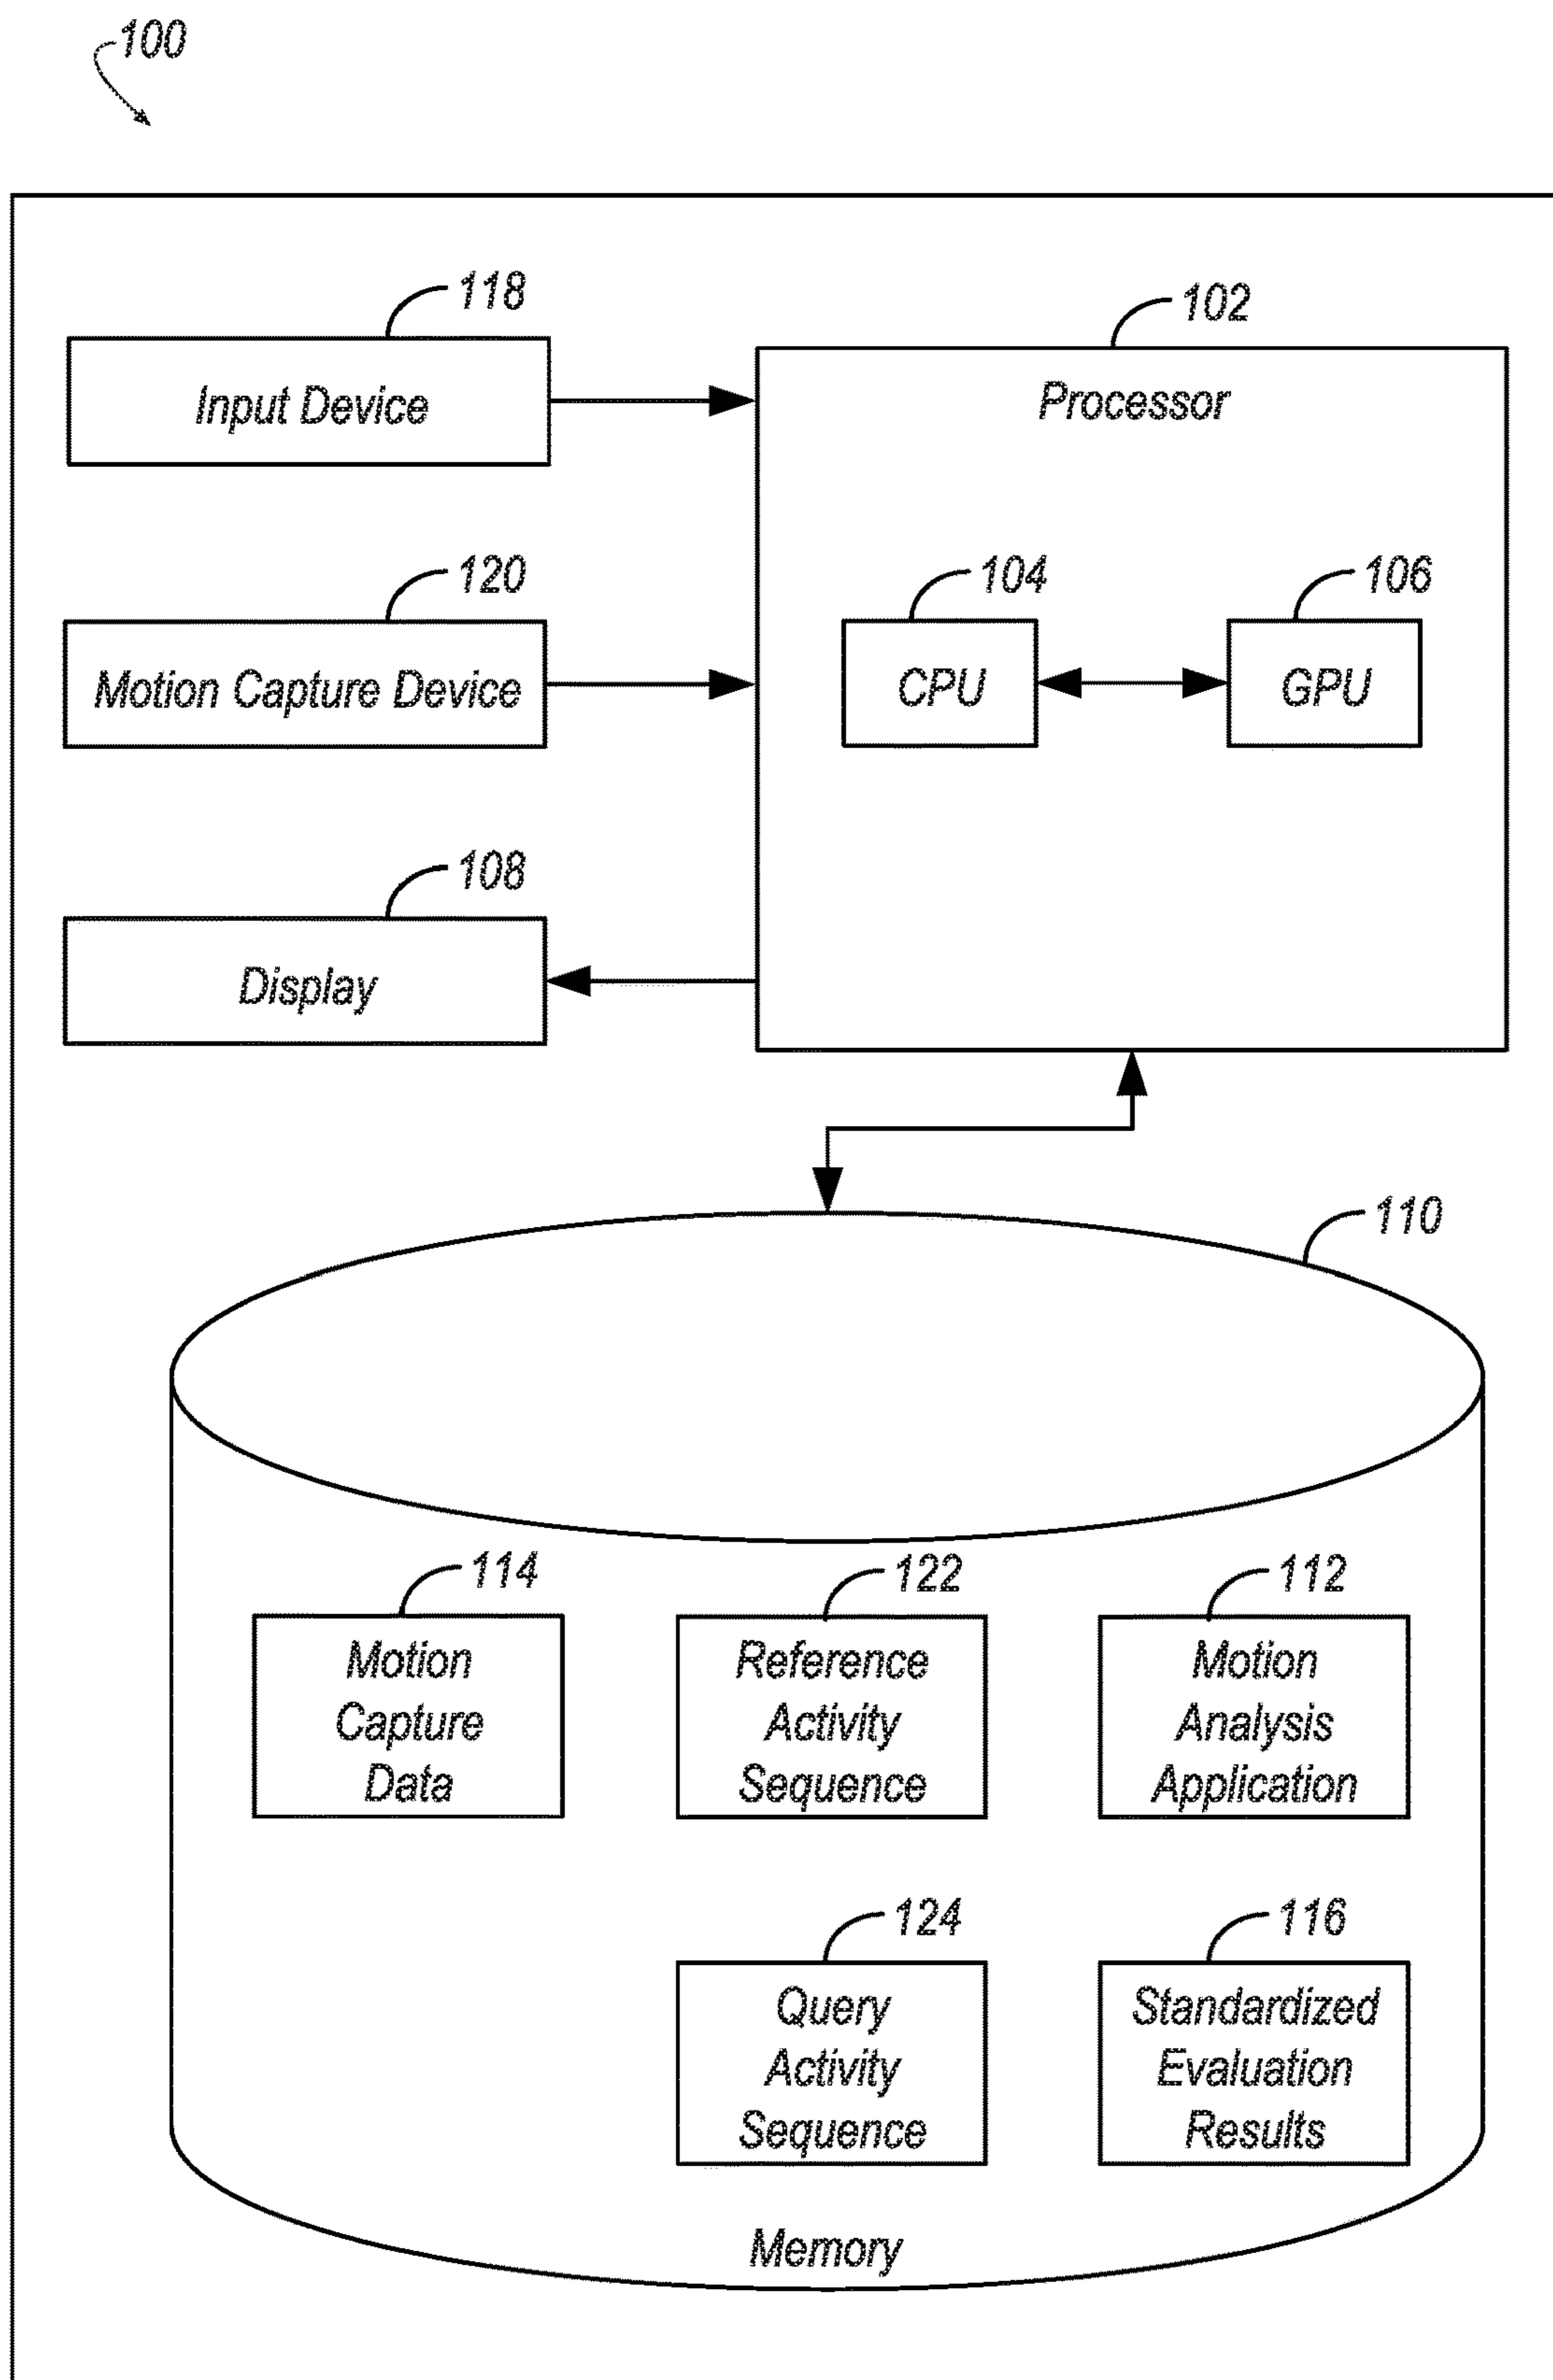 100
118
102
Input Device
Processor
120
104
106
Motion Capture Device
CPU
GPU
108
Display
110
114
122
112
Motion
Capture
Data
Reference
Activity
Sequence
Motion
Analysis
Application
124
116
Query
Activity
Sequence
Standardized
Evaluation
Results
Memory